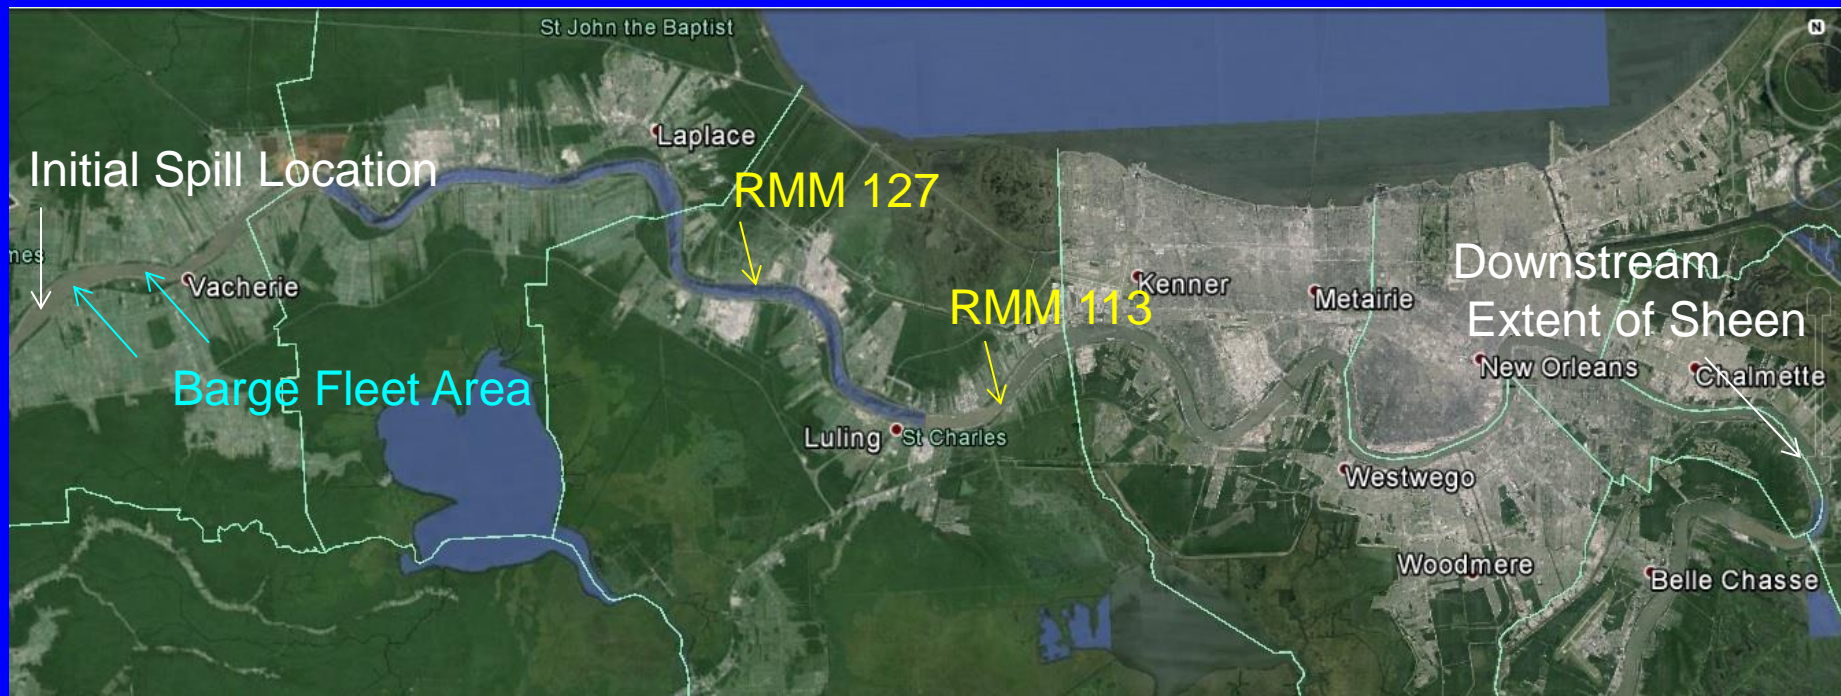 St John the Baptist
N
Laplace
Initial Spill Location
RMM 127
mes
Vacherie
Kenner
Downstream
Metairie
RMM 113
Extent of Sheen
New Orleans
Chalmette
Barge Fleet Area
Luling
St Charles
Westwego
Woodmere
Belle Chasse